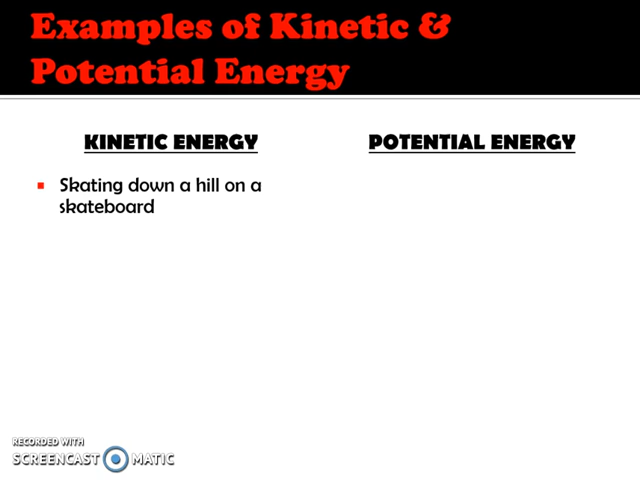 Examples of Kinetic &
Potential Energy
KINETIC ENERGY
POTENTIAL ENERGY
Skating down a hill on a
skateboard
RECORDED WITH
SCREENCAST MATIC